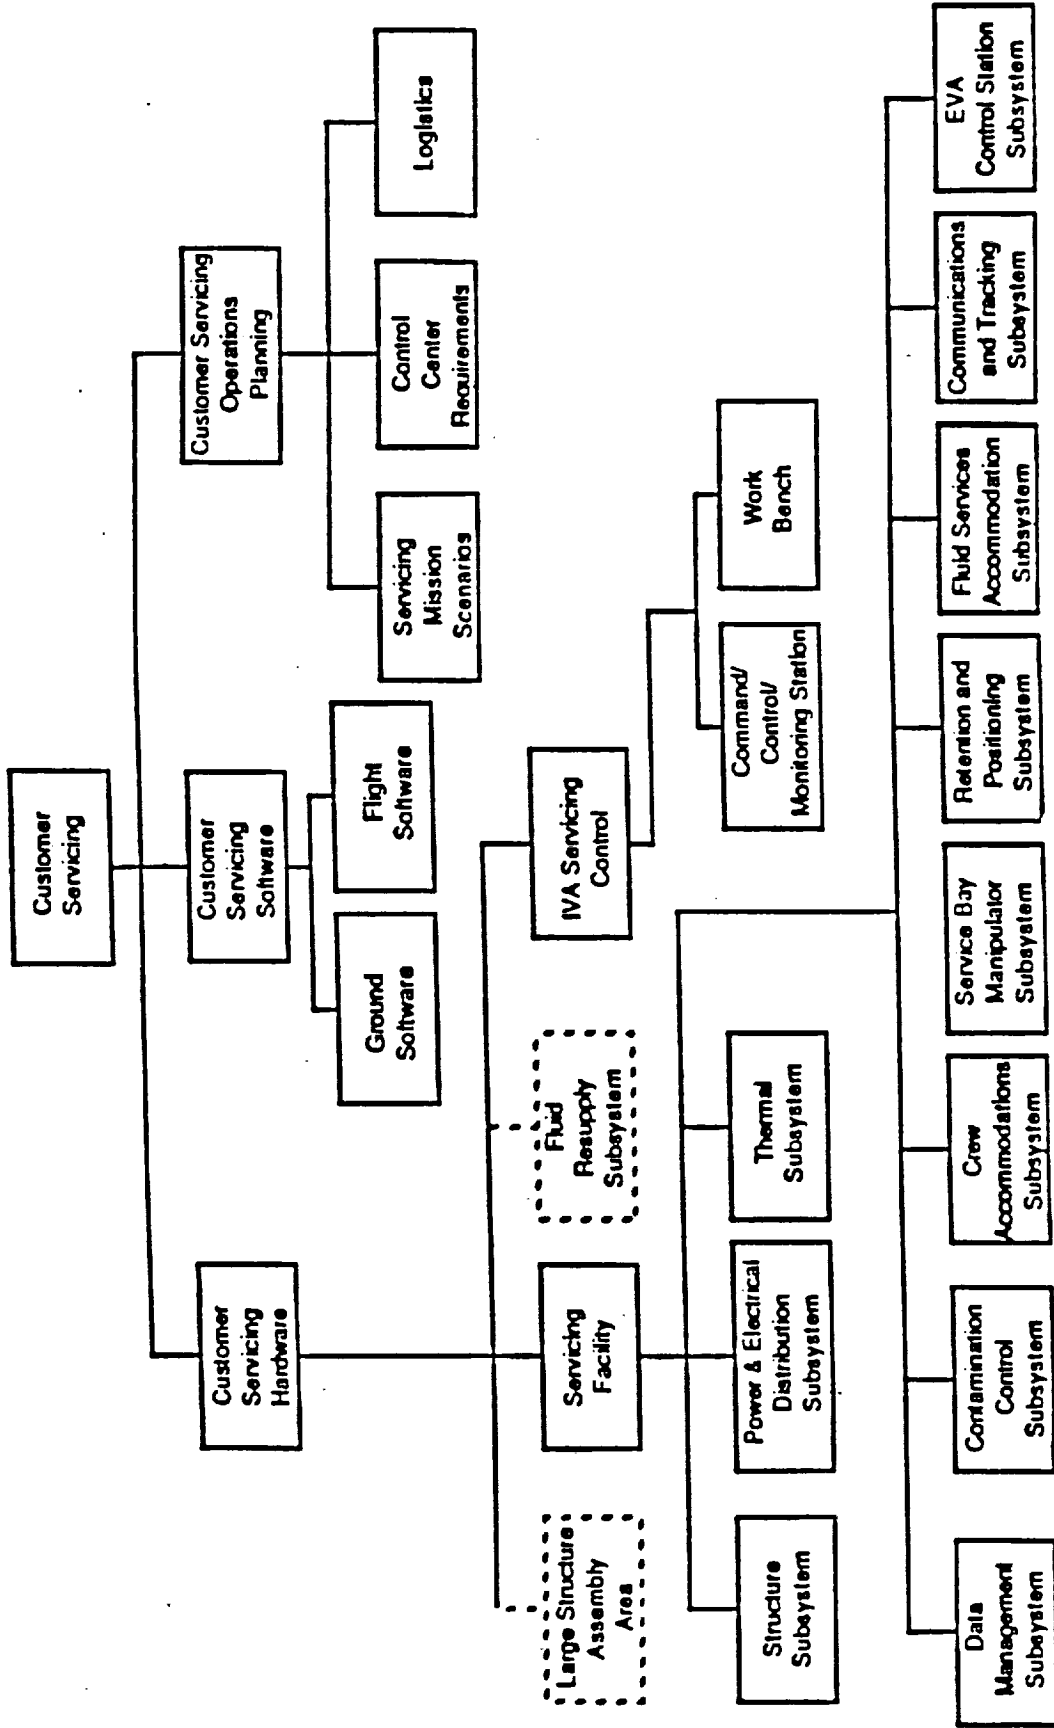 Customer
Servicing
Customer
Servicing
Hardware
Customer
Servicing
Software
Customer Servicing
Operations
Planning
Ground
Software
Flight
Software
Servicing
Mission
Scenarios
Control
Center
Requirements
Logistics
Large Structure
Assembly
Area
Servicing
Facility
Fluid
Resupply
Subsystem
IVA Servicing
Control
Structure
Subsystem
Power & Electrical
Distribution
Subsystem
Thermal
Subsystem
Command/
Control/
Monitoring Station
Work
Bench
Data
Management
Subsystem
Contamination
Control
Subsystem
Crew
Accommodations
Subsystem
Service Bay
Manipulator
Subsystem
Retention and
Positioning
Subsystem
Fluid Services
Accommodation
Subsystem
Communications
and Tracking
Subsystem
EVA
Control Station
Subsystem